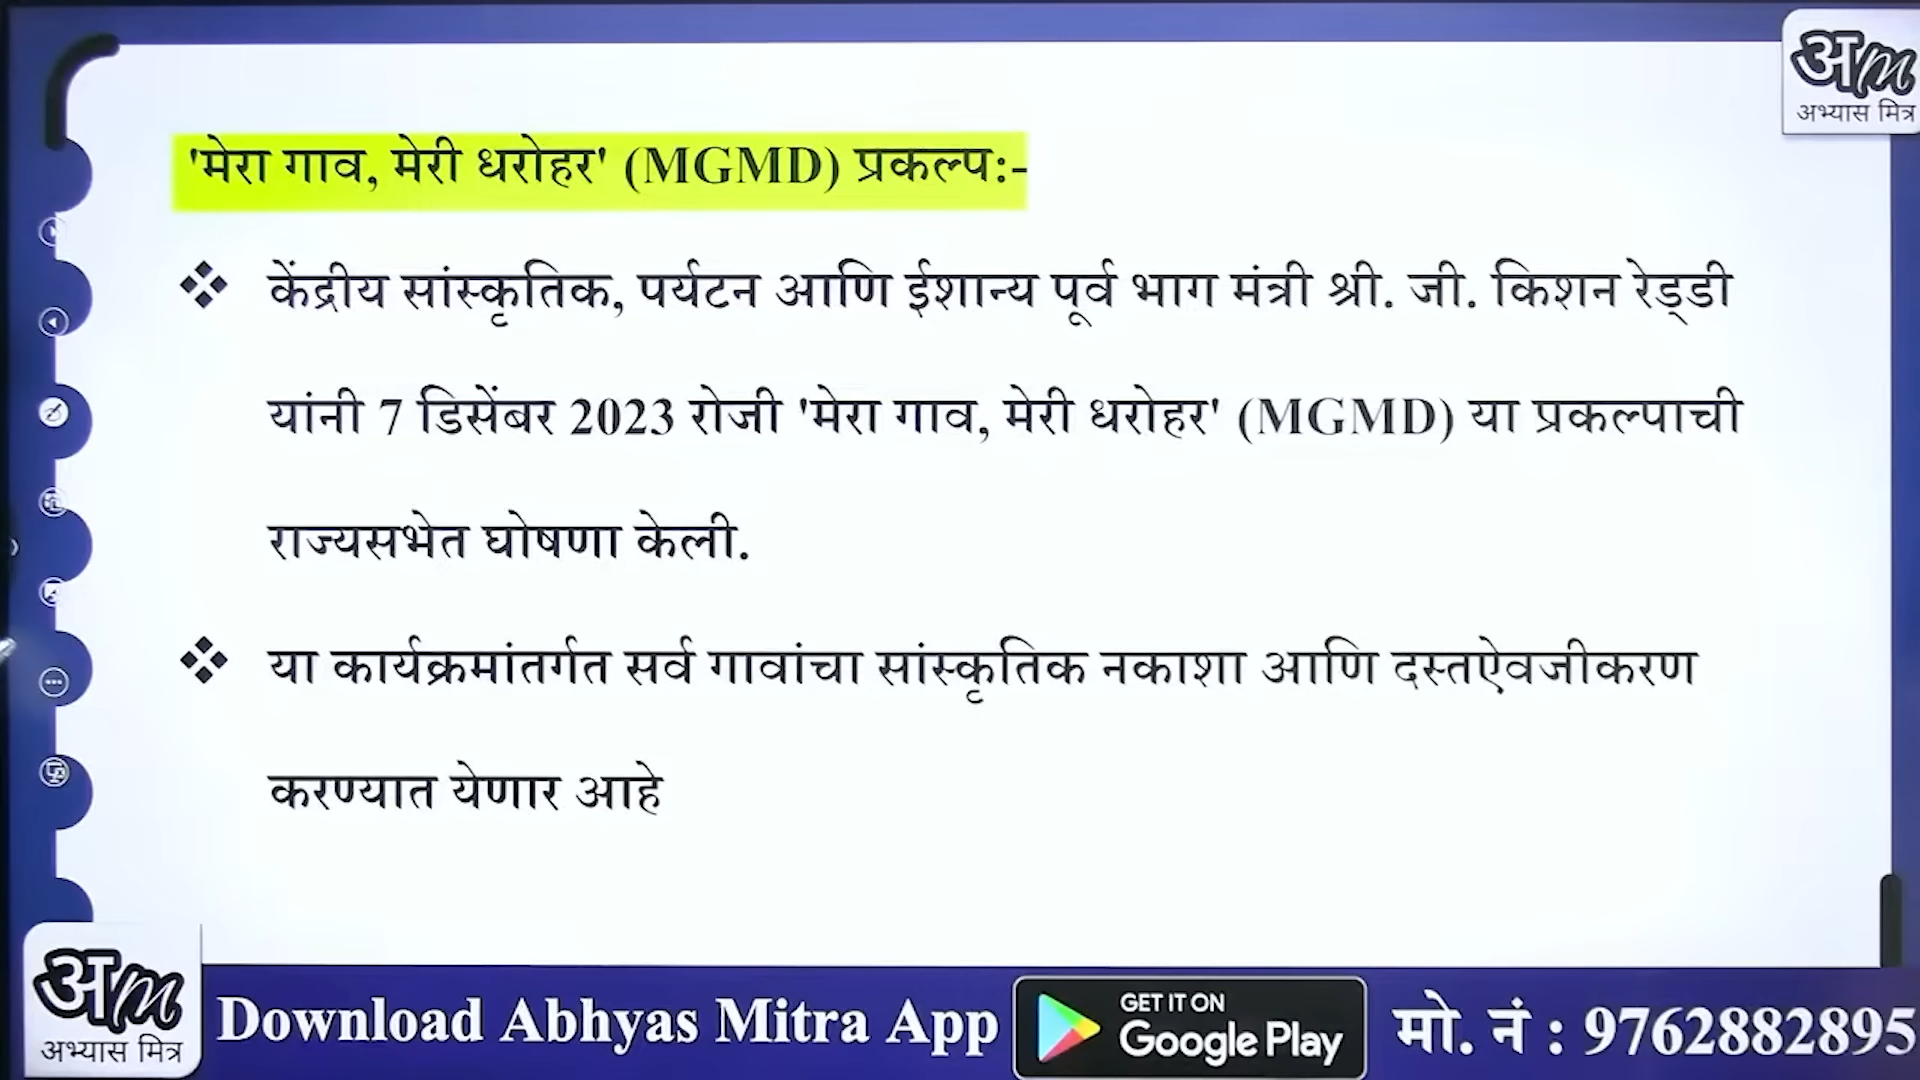 अm
अभ्यास मित्र
'मेरा गाव, मेरी धरोहर' (MGMD) प्रकल्प:-
❖ केंद्रीय सांस्कृतिक, पर्यटन आणि ईशान्य पूर्व भाग मंत्री श्री. जी. किशन रेड्डी
यांनी 7 डिसेंबर 2023 रोजी 'मेरा गाव, मेरी धरोहर' (MGMD) या प्रकल्पाची
राज्यसभेत घोषणा केली.
❖ या कार्यक्रमांतर्गत सर्व गावांचा सांस्कृतिक नकाशा आणि दस्तऐवजीकरण
करण्यात येणार आहे
अm
अभ्यास मित्र
Download Abhyas Mitra App
GET IT ON
Google Play
मो. नं : 9762882895